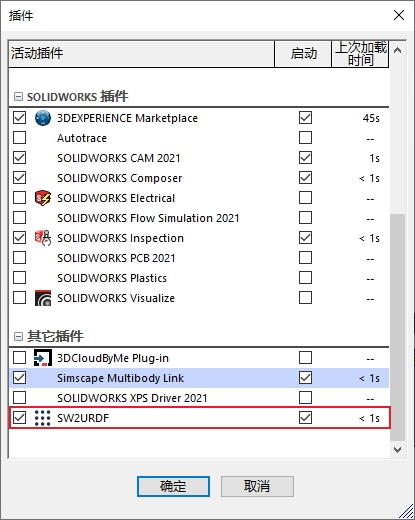 插件
活动插件 启动 上次加载时间
SOLIDWORKS 插件
3DEXPERIENCE Marketplace 45s
Autotrace --
SOLIDWORKS CAM 2021 1s
SOLIDWORKS Composer < 1s
SOLIDWORKS Electrical --
SOLIDWORKS Flow Simulation 2021 --
SOLIDWORKS Inspection < 1s
SOLIDWORKS PCB 2021 --
SOLIDWORKS Plastics --
SOLIDWORKS Visualize --
其它插件
3DCloudByMe Plug-in --
Simscape Multibody Link < 1s
SOLIDWORKS XPS Driver 2021 --
SW2URDF < 1s
确定 取消